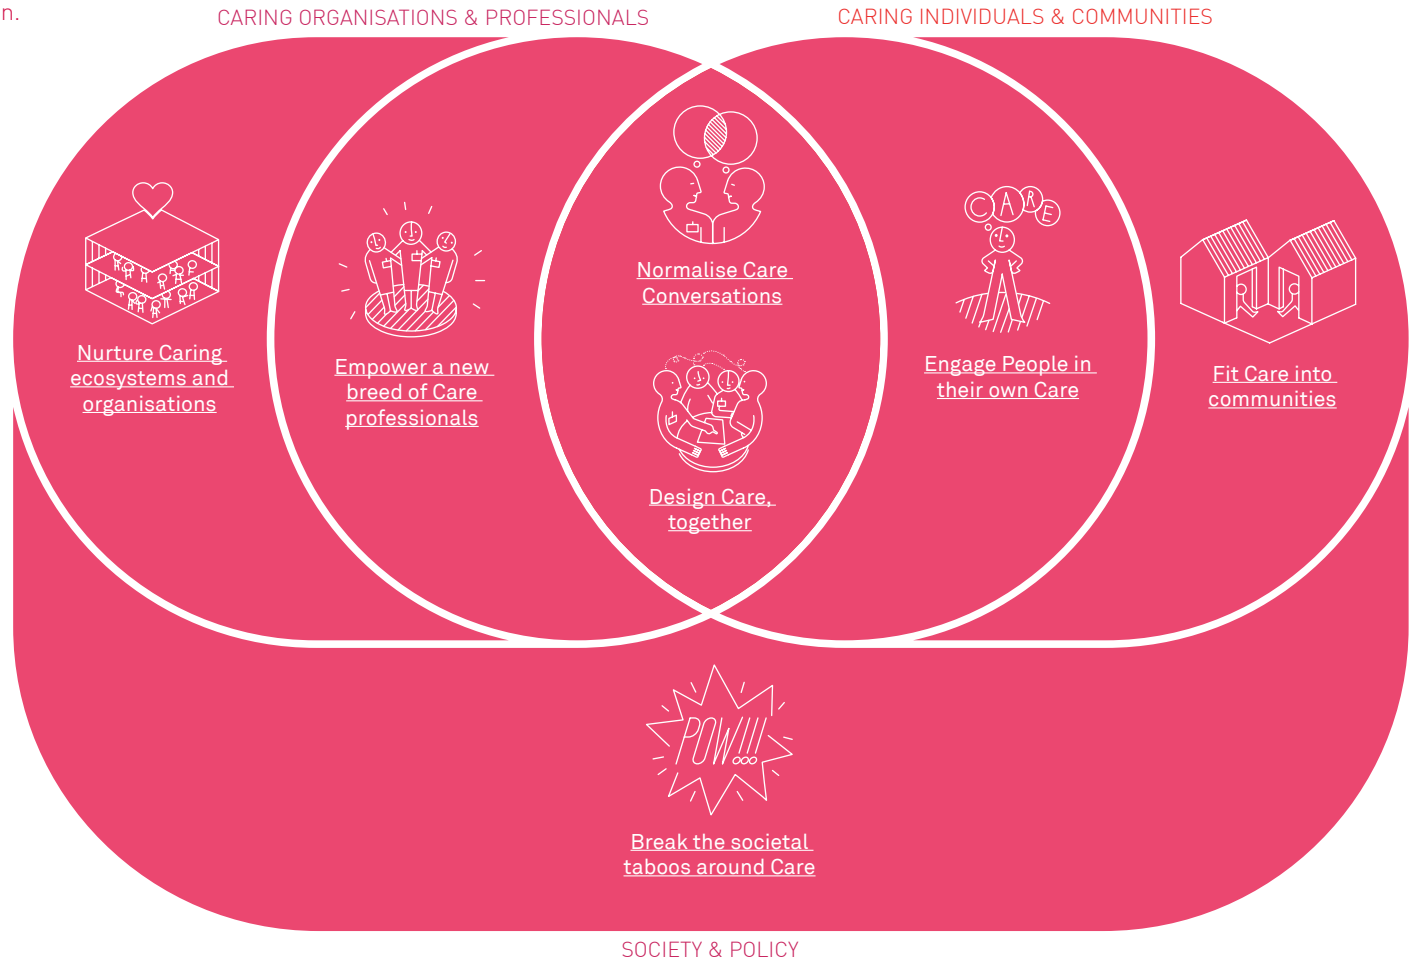 n.
CARING ORGANISATIONS & PROFESSIONALS
CARING INDIVIDUALS & COMMUNITIES
Nurture Caring
ecosystems and
organisations
Empower a new
breed of Care
professionals
Normalise Care
Conversations
Design Care,
together
CARE
Engage People in
their own Care
Fit Care into
communities
POW!!!
Break the societal
taboos around Care
SOCIETY & POLICY